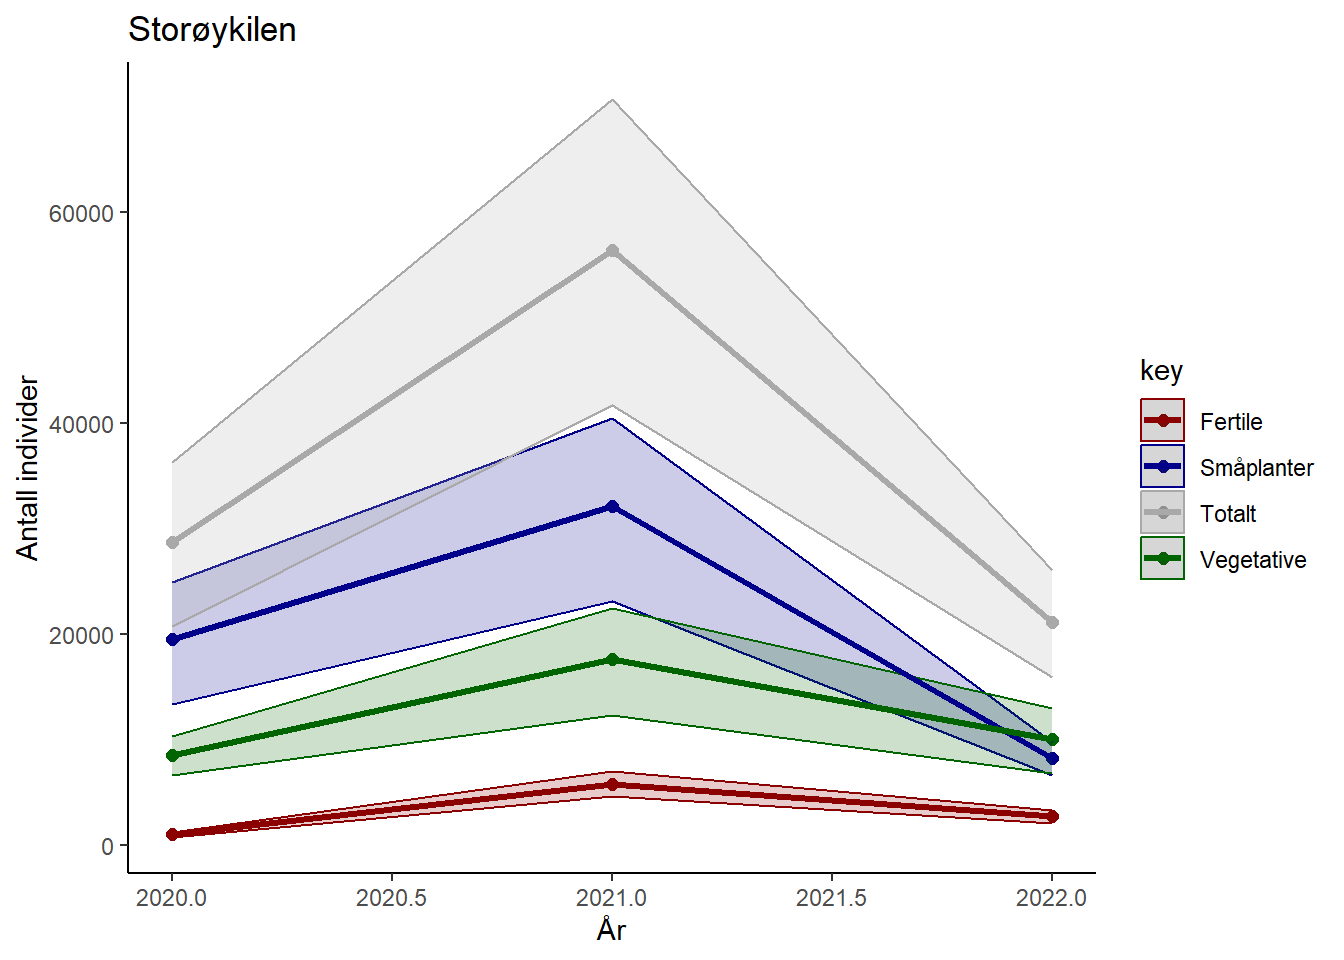 Storøykilen
Antall individer
60000
40000
20000
0
2020.0 2020.5 2021.0 2021.5 2022.0
År
key
Fertile
Småplanter
Totalt
Vegetative